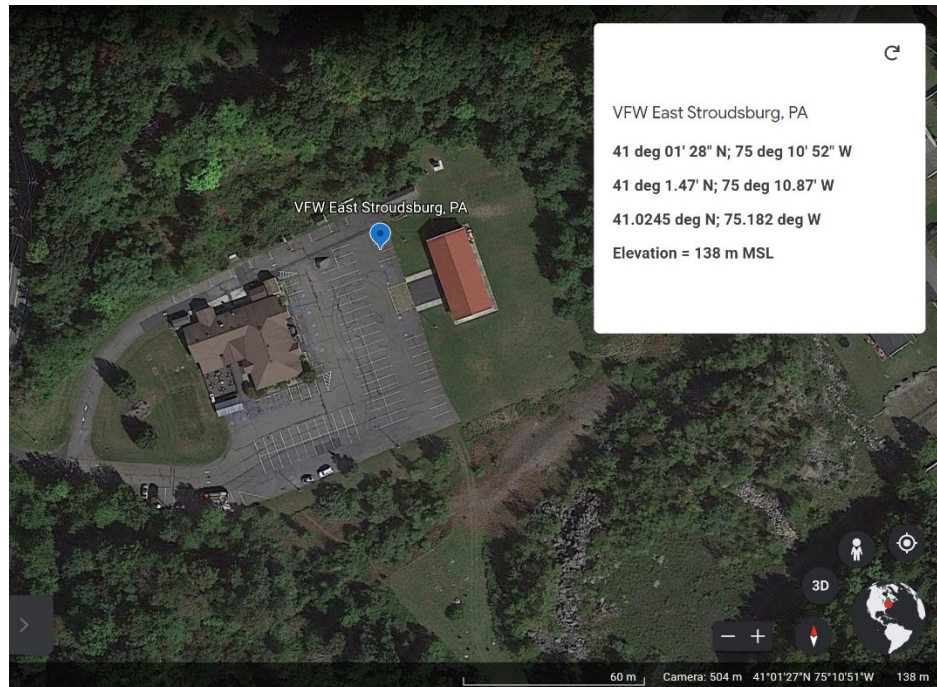 VFW East Stroudsburg, PA
41 deg 01' 28" N; 75 deg 10' 52" W
41 deg 1.47' N; 75 deg 10.87' W
41.0245 deg N; 75.182 deg W
Elevation = 138 m MSL
VFW East Stroudsburg, PA
3D
60 m
Camera: 504 m
41°01'27"N 75°10'51"W
138 m